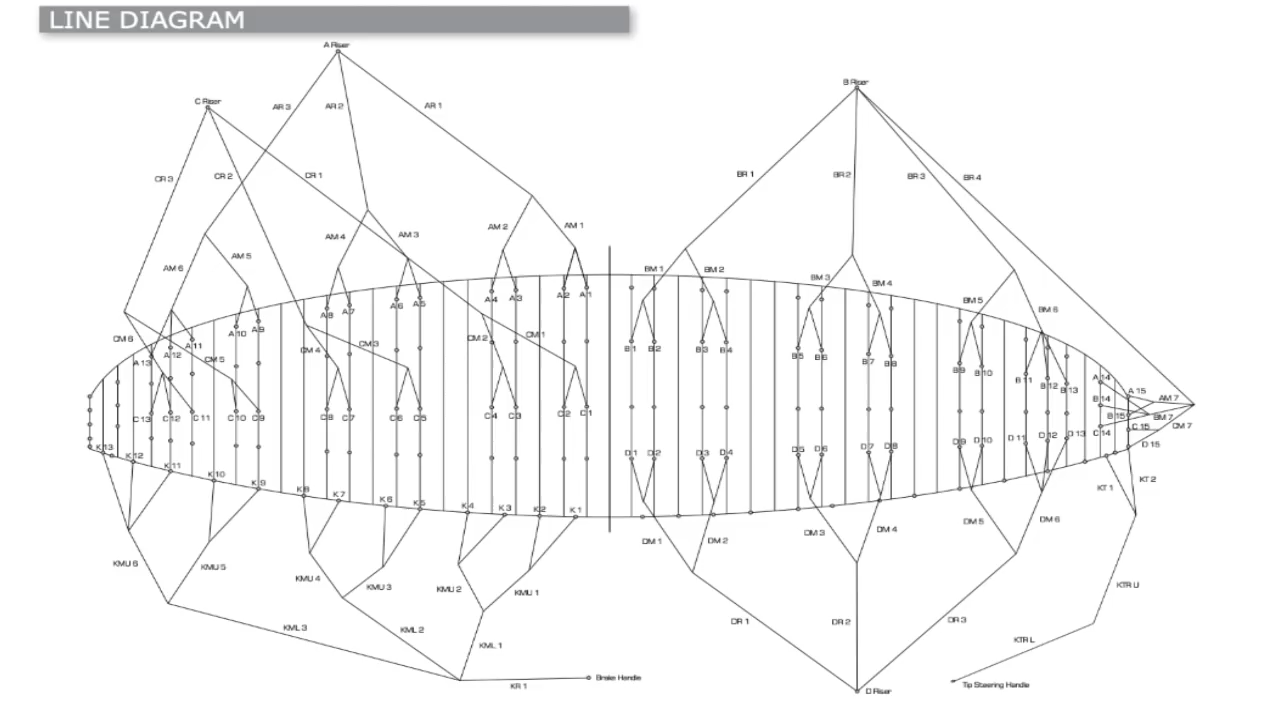 LINE DIAGRAM
A Riser
B Riser
C Riser
AR 3
AR 2
AR 1
CR 3
CR 2
CR 1
BR 1
BR 2
BR 3
BR 4
AM 2
AM 1
AM 4
AM 3
AM 5
AM 6
BM 1
BM 2
BM 3
BM 4
BM 5
BM 6
A 4
A 3
A 2
A 1
A 8
A 7
A 6
A 5
A 10
A 9
A 11
A 12
A 13
CM 6
CM 5
CM 4
CM 3
CM 2
CM 1
B 1
B 2
B 3
B 4
B 5
B 6
B 7
B 8
B 9
B 10
B 11
B 12
B 13
A 14
A 15
B 14
AM 7
B 15
BM 7
C 14
C 15
CM 7
D 15
C 13
C 12
C 11
C 10
C 9
C 8
C 7
C 6
C 5
C 4
C 3
C 2
C 1
D 1
D 2
D 3
D 4
D 5
D 6
D 7
D 8
D 9
D 10
D 11
D 12
D 13
K 13
K 12
K 11
K 10
K 9
K 8
K 7
K 6
K 5
K 4
K 3
K 2
K 1
KT 1
KT 2
DM 1
DM 2
DM 3
DM 4
DM 5
DM 6
KMU 6
KMU 5
KMU 4
KMU 3
KMU 2
KMU 1
KTR U
KML 3
KML 2
KML 1
DR 1
DR 2
DR 3
KTR L
KR 1
Brake Handle
D Riser
Tip Steering Handle